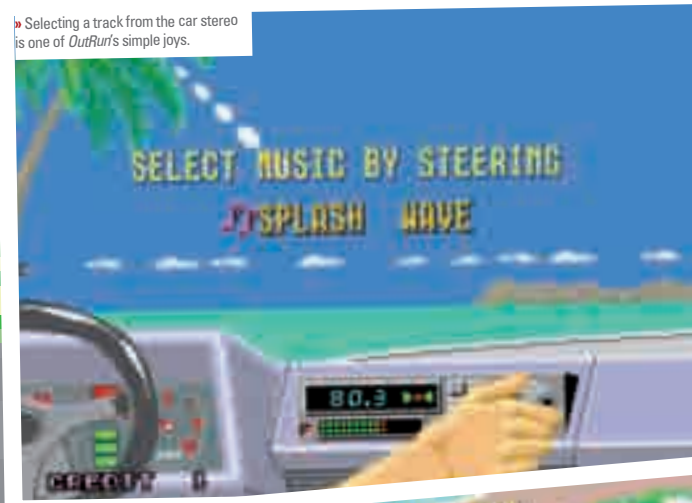 » Selecting a track from the car stereo
is one of OutRun's simple joys.
SELECT MUSIC BY STEERING
♪♪SPLASH WAVE
80.3
CREDIT 1